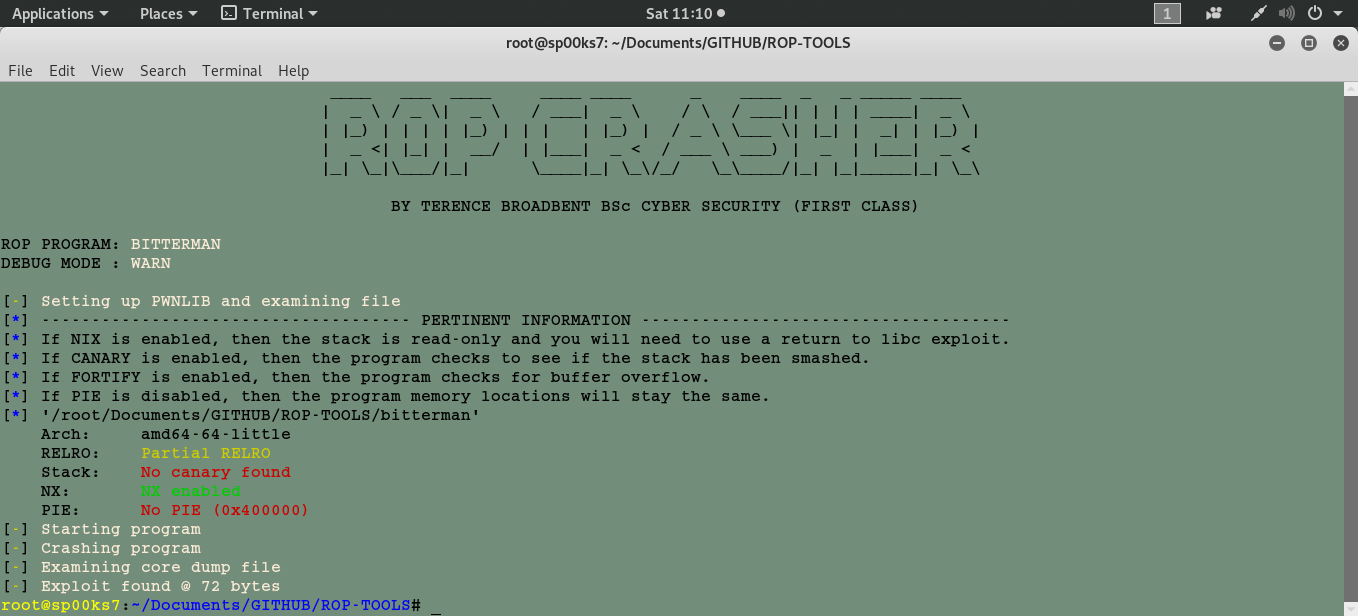 Applications Places Terminal Sat 11:10 1
root@sp00ks7: ~/Documents/GITHUB/ROP-TOOLS
File Edit View Search Terminal Help
ROP CRASHER
BY TERENCE BROADBENT BSc CYBER SECURITY (FIRST CLASS)
ROP PROGRAM: BITTERMAN
DEBUG MODE : WARN
[-] Setting up PWNLIB and examining file
[*] ------------------------------------- PERTINENT INFORMATION -------------------------------------
[*] If NIX is enabled, then the stack is read-only and you will need to use a return to libc exploit.
[*] If CANARY is enabled, then the program checks to see if the stack has been smashed.
[*] If FORTIFY is enabled, then the program checks for buffer overflow.
[*] If PIE is disabled, then the program memory locations will stay the same.
[*] '/root/Documents/GITHUB/ROP-TOOLS/bitterman'
Arch: amd64-64-little
RELRO: Partial RELRO
Stack: No canary found
NX: NX enabled
PIE: No PIE (0x400000)
[-] Starting program
[-] Crashing program
[-] Examining core dump file
[-] Exploit found @ 72 bytes
root@sp00ks7:~/Documents/GITHUB/ROP-TOOLS# _